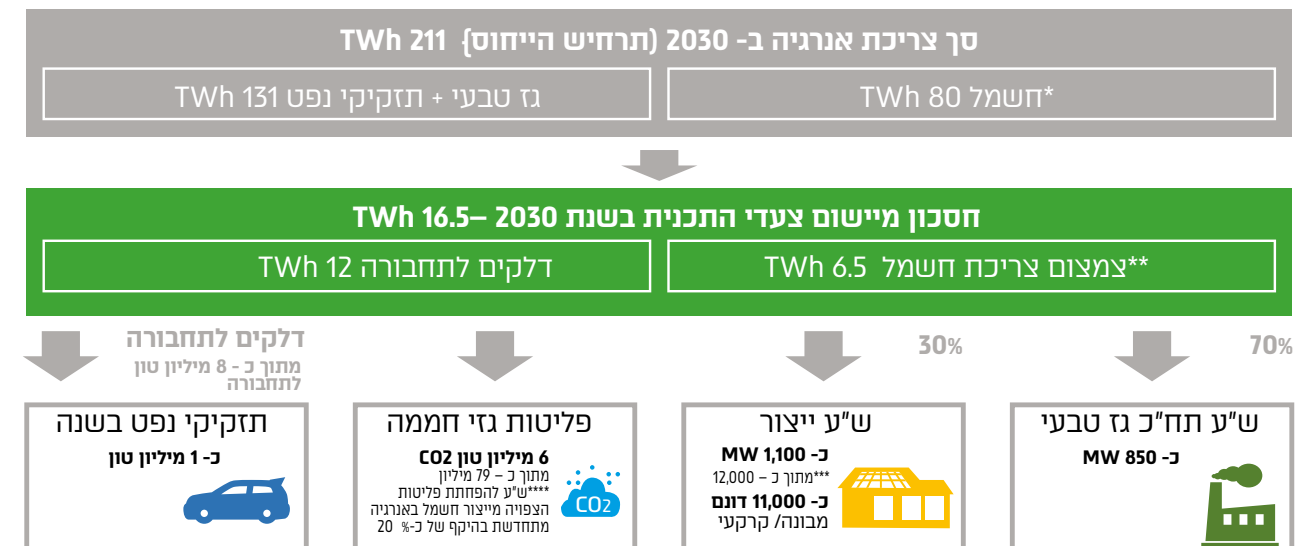 סך צריכת אנרגיה ב- 2030 (תרחיש הייחוס} 211 TWh
*חשמל 80 TWh
גז טבעי + תזקיקי נפט 131 TWh
חסכון מיישום צעדי התכנית בשנת 2030 –16.5 TWh
**צמצום צריכת חשמל 6.5 TWh
דלקים לתחבורה 12 TWh
70%
30%
דלקים לתחבורה
מתוך כ - 8 מיליון טון
לתחבורה
ש"ע תח"כ גז טבעי
כ- 850 MW
ש"ע ייצור
כ- 1,100 MW
***מתוך כ – 12,000
כ- 11,000 דונם
מבונה/ קרקעי
פליטות גזי חממה
6 מיליון טון CO2
מתוך כ – 79 מיליון
****ש"ע להפחתת פליטות
הצפויה מייצור חשמל באנרגיה
מתחדשת בהיקף של כ-% 20
CO2
תזקיקי נפט בשנה
כ- 1 מיליון טון